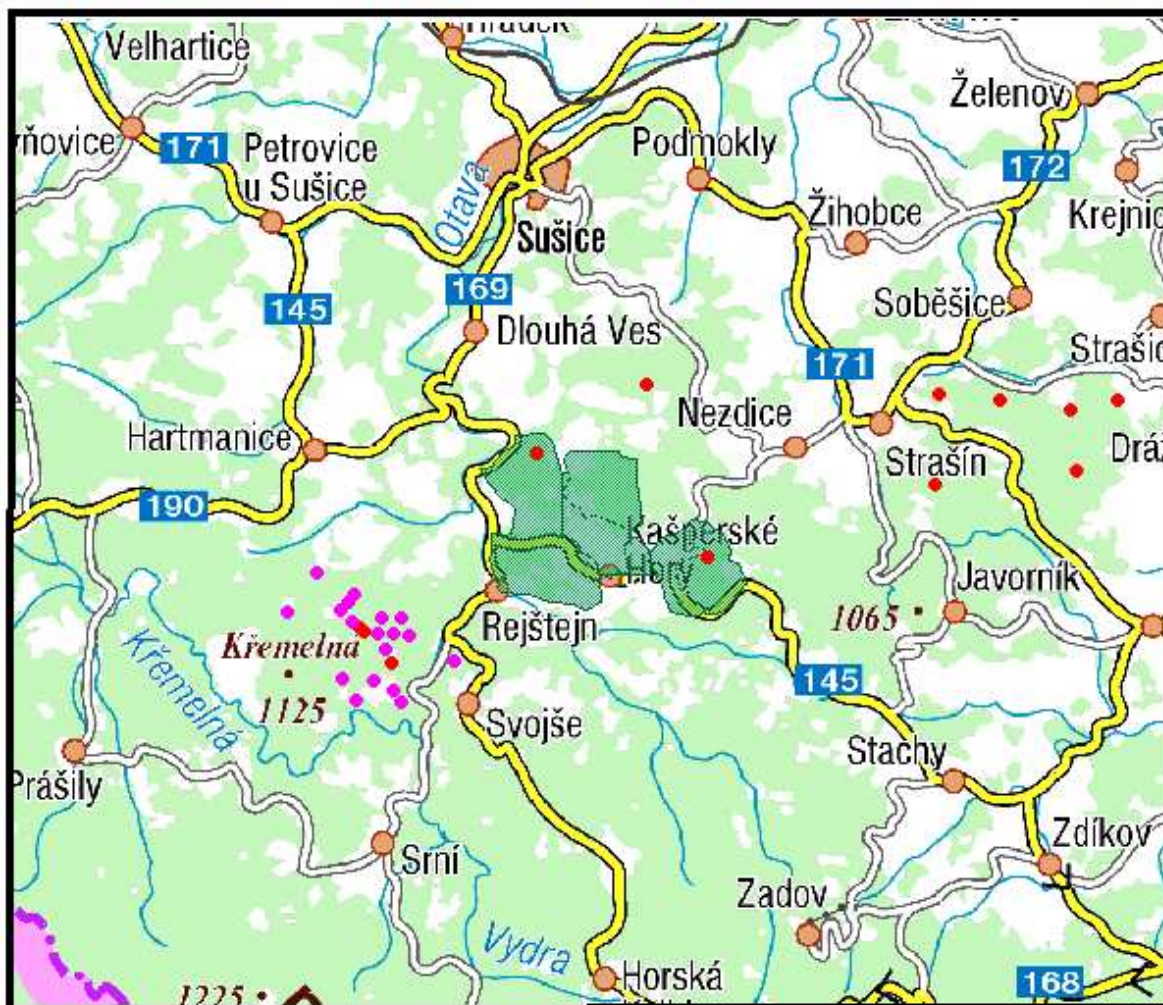 Velhartice
171
Petrovice
u Sušice
Otava
Podmokly
Želenov
172
Žihobce
Sušice
145
169
Soběšice
Dlouhá Ves
171
Nezdice
Hartmanice
Strašín
190
Kašperské
Hory
Javorník
1065
Rejštejn
Křemelná
Křemelná
1125
145
Svojše
Stachy
Prášily
Zdíkov
Srní
Zadov
Vydra
Horská
168
1225